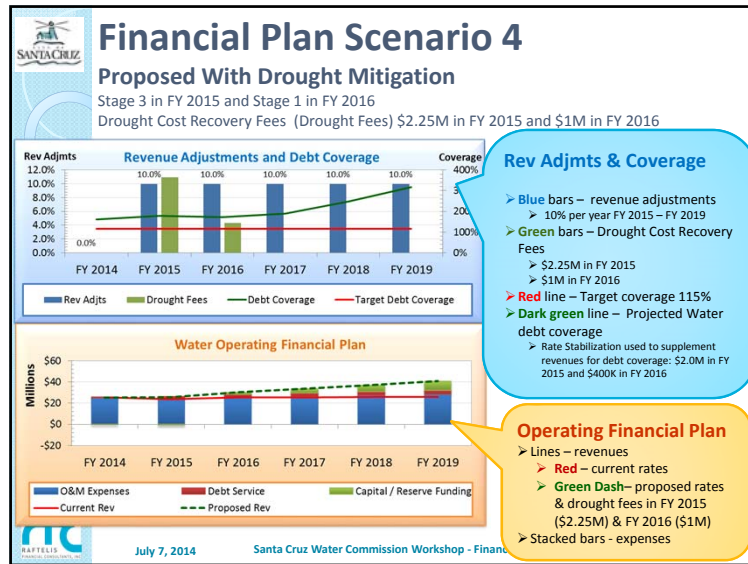 CITY OF
SANTA CRUZ
Financial Plan Scenario 4
Proposed With Drought Mitigation
Stage 3 in FY 2015 and Stage 1 in FY 2016
Drought Cost Recovery Fees (Drought Fees) $2.25M in FY 2015 and $1M in FY 2016
Rev Adjmts
Revenue Adjustments and Debt Coverage
Coverage
12.0%
10.0%
8.0%
6.0%
4.0%
2.0%
0.0%
0.0%
10.0%
10.0%
10.0%
10.0%
10.0%
400%
300%
200%
100%
0%
FY 2014
FY 2015
FY 2016
FY 2017
FY 2018
FY 2019
Rev Adjts
Drought Fees
Debt Coverage
Target Debt Coverage
Rev Adjmts & Coverage
Blue bars – revenue adjustments
10% per year FY 2015 – FY 2019
Green bars – Drought Cost Recovery
Fees
$2.25M in FY 2015
$1M in FY 2016
Red line – Target coverage 115%
Dark green line – Projected Water
debt coverage
Rate Stabilization used to supplement
revenues for debt coverage: $2.0M in FY
2015 and $400K in FY 2016
Water Operating Financial Plan
Millions
$60
$40
$20
$0
-$20
FY 2014
FY 2015
FY 2016
FY 2017
FY 2018
FY 2019
O&M Expenses
Debt Service
Capital / Reserve Funding
Current Rev
Proposed Rev
Operating Financial Plan
Lines – revenues
Red – current rates
Green Dash– proposed rates
& drought fees in FY 2015
($2.25M) & FY 2016 ($1M)
Stacked bars - expenses
RAFTELIS
FINANCIAL CONSULTANTS, INC.
July 7, 2014
Santa Cruz Water Commission Workshop - Financ